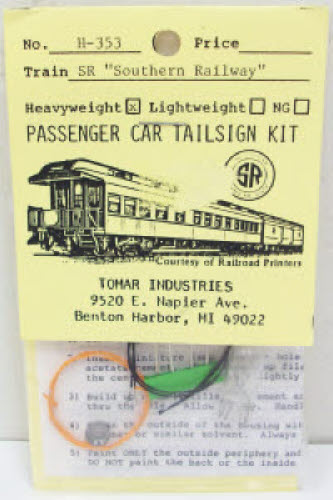 No. H-353 Price
Train SR "Southern Railway"
Heavyweight x Lightweight NG
PASSENGER CAR TAILSIGN KIT
SR
Courtesy of Railroad Printers
TOMAR INDUSTRIES
9520 E. Napier Ave.
Benton Harbor, MI 49022
hole
the cen lightly
3) Build up
thru the Allow
4) the outside of the housing
or similar solvent. Always
5) Paint ONLY the outside periphery and
DO NOT paint the back or the inside